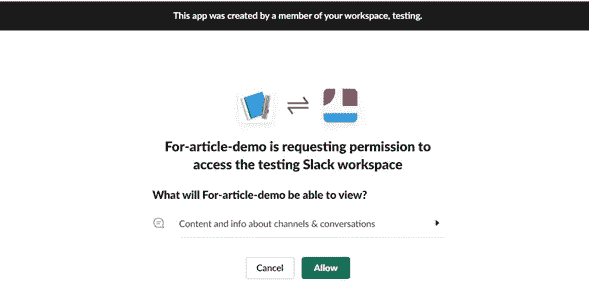 This app was created by a member of your workspace, testing.
For-article-demo is requesting permission to
access the testing Slack workspace
What will For-article-demo be able to view?
Content and info about channels & conversations
Cancel
Allow